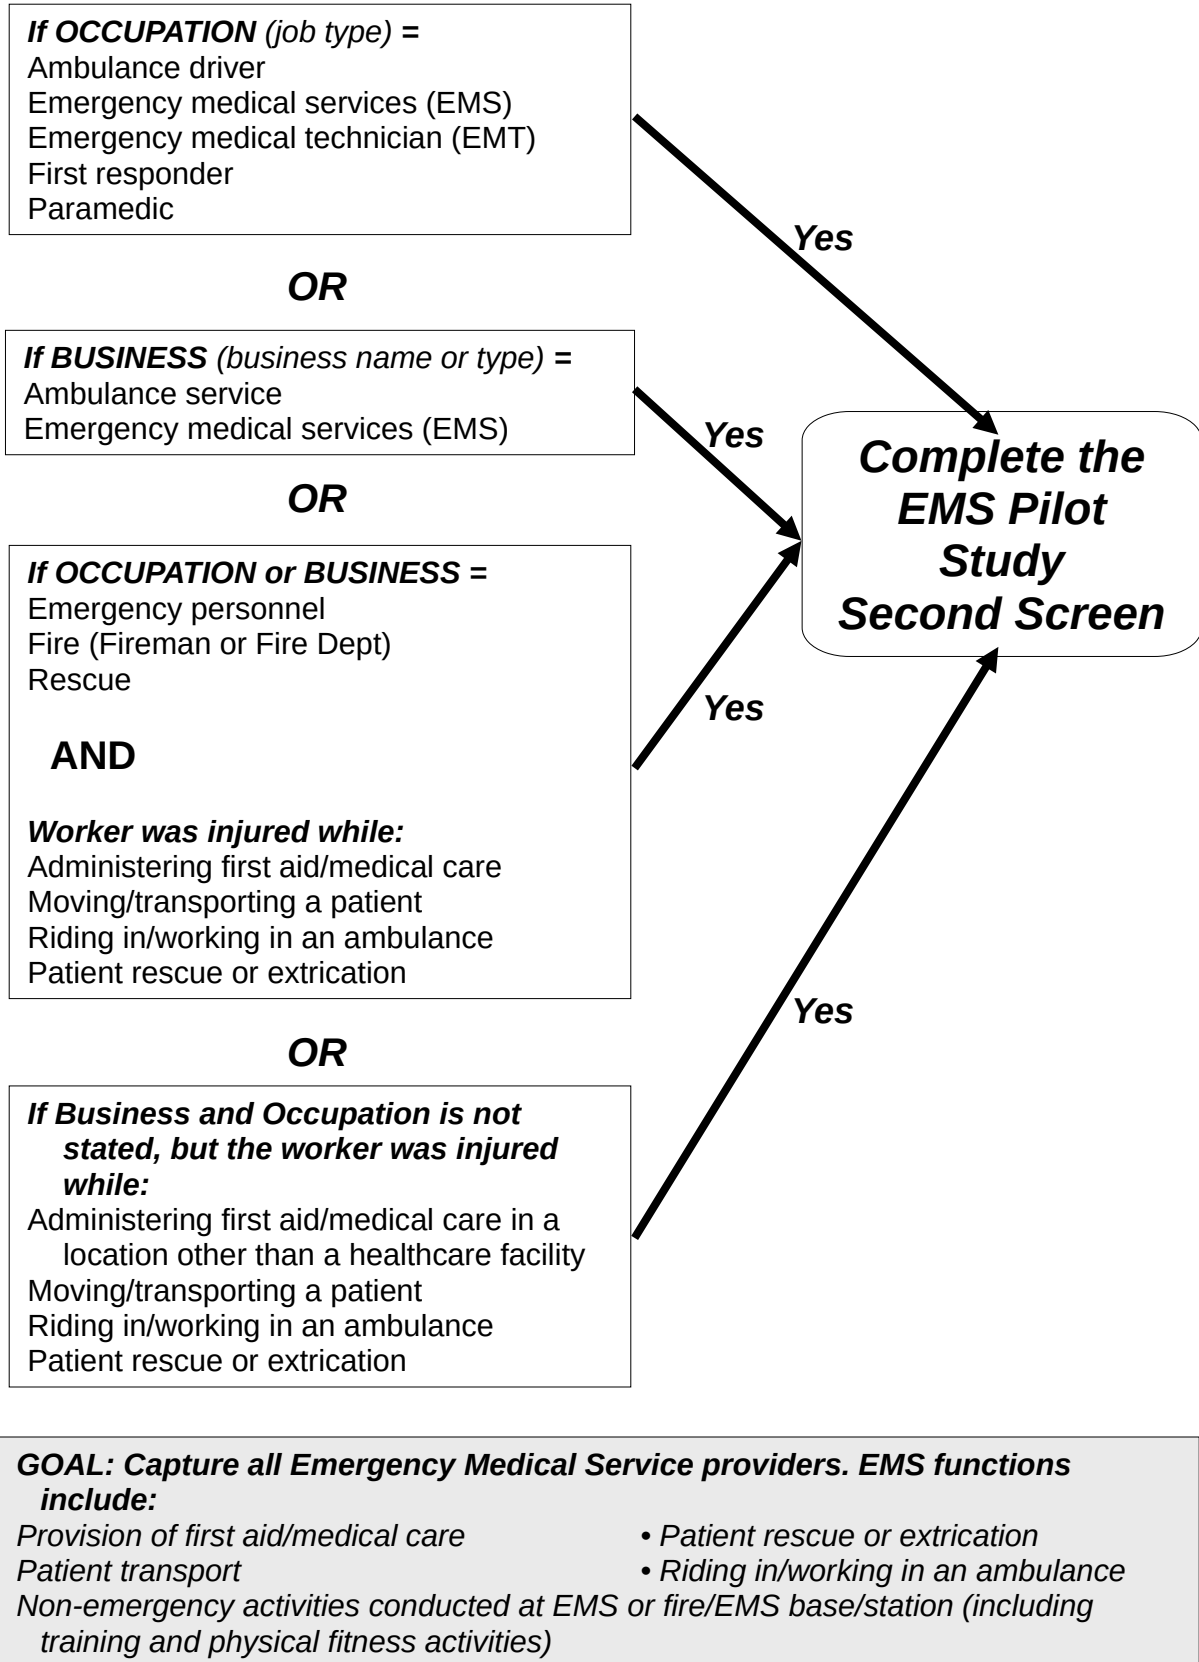 If OCCUPATION (job type) =
Ambulance driver
Emergency medical services (EMS)
Emergency medical technician (EMT)
First responder
Paramedic
Yes
OR
If BUSINESS (business name or type) =
Ambulance service
Emergency medical services (EMS)
Yes
OR
If OCCUPATION or BUSINESS =
Emergency personnel
Fire (Fireman or Fire Dept)
Rescue
AND
Worker was injured while:
Administering first aid/medical care
Moving/transporting a patient
Riding in/working in an ambulance
Patient rescue or extrication
Yes
OR
If Business and Occupation is not
stated, but the worker was injured
while:
Administering first aid/medical care in a
location other than a healthcare facility
Moving/transporting a patient
Riding in/working in an ambulance
Patient rescue or extrication
Yes
Complete the
EMS Pilot
Study
Second Screen
GOAL: Capture all Emergency Medical Service providers. EMS functions
include:
Provision of first aid/medical care
• Patient rescue or extrication
Patient transport
• Riding in/working in an ambulance
Non-emergency activities conducted at EMS or fire/EMS base/station (including
training and physical fitness activities)